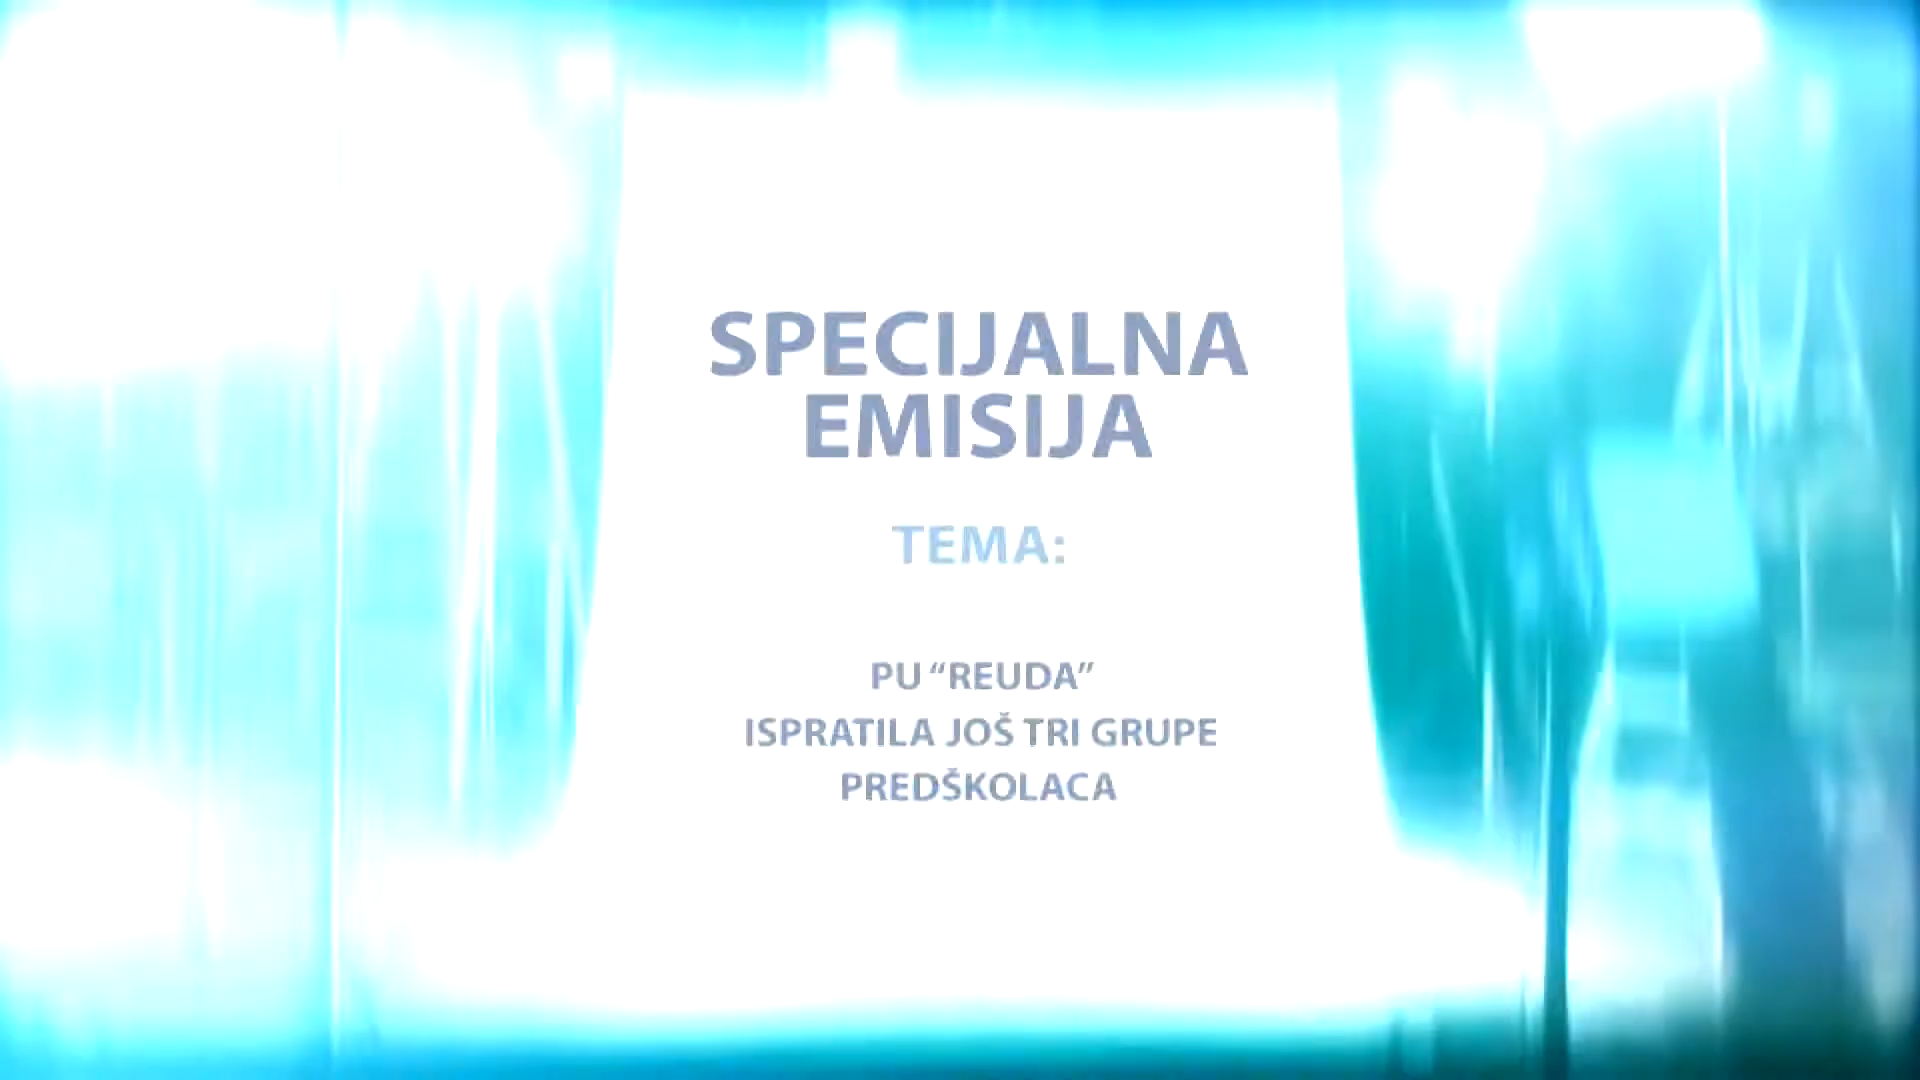 SPECIJALNA
EMISIJA
TEMA:
PU “REUDA”
ISPRATILA JOŠ TRI GRUPE
PREDŠKOLACA